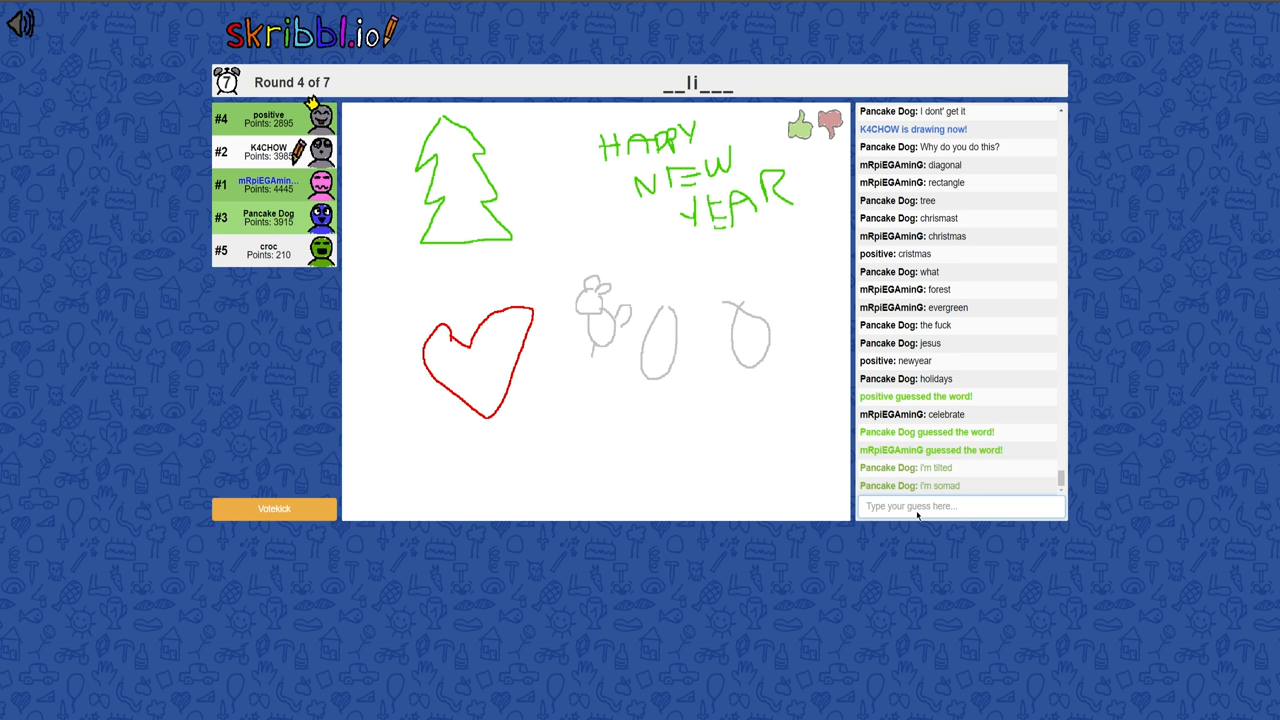 skribbl.io
7
Round 4 of 7
__li___
#4 positive
Points: 2895
#2 K4CHOW
Points: 3985
#1 mRpiEGAmin...
Points: 4445
#3 Pancake Dog
Points: 3915
#5 croc
Points: 210
Votekick
HAPPY
NEW
YEAR
Pancake Dog: I dont' get it
K4CHOW is drawing now!
Pancake Dog: Why do you do this?
mRpiEGAminG: diagonal
mRpiEGAminG: rectangle
Pancake Dog: tree
Pancake Dog: chrismast
mRpiEGAminG: christmas
positive: cristmas
Pancake Dog: what
mRpiEGAminG: forest
mRpiEGAminG: evergreen
Pancake Dog: the fuck
Pancake Dog: jesus
positive: newyear
Pancake Dog: holidays
positive guessed the word!
mRpiEGAminG: celebrate
Pancake Dog guessed the word!
mRpiEGAminG guessed the word!
Pancake Dog: i'm tilted
Pancake Dog: i'm somad
Type your guess here...